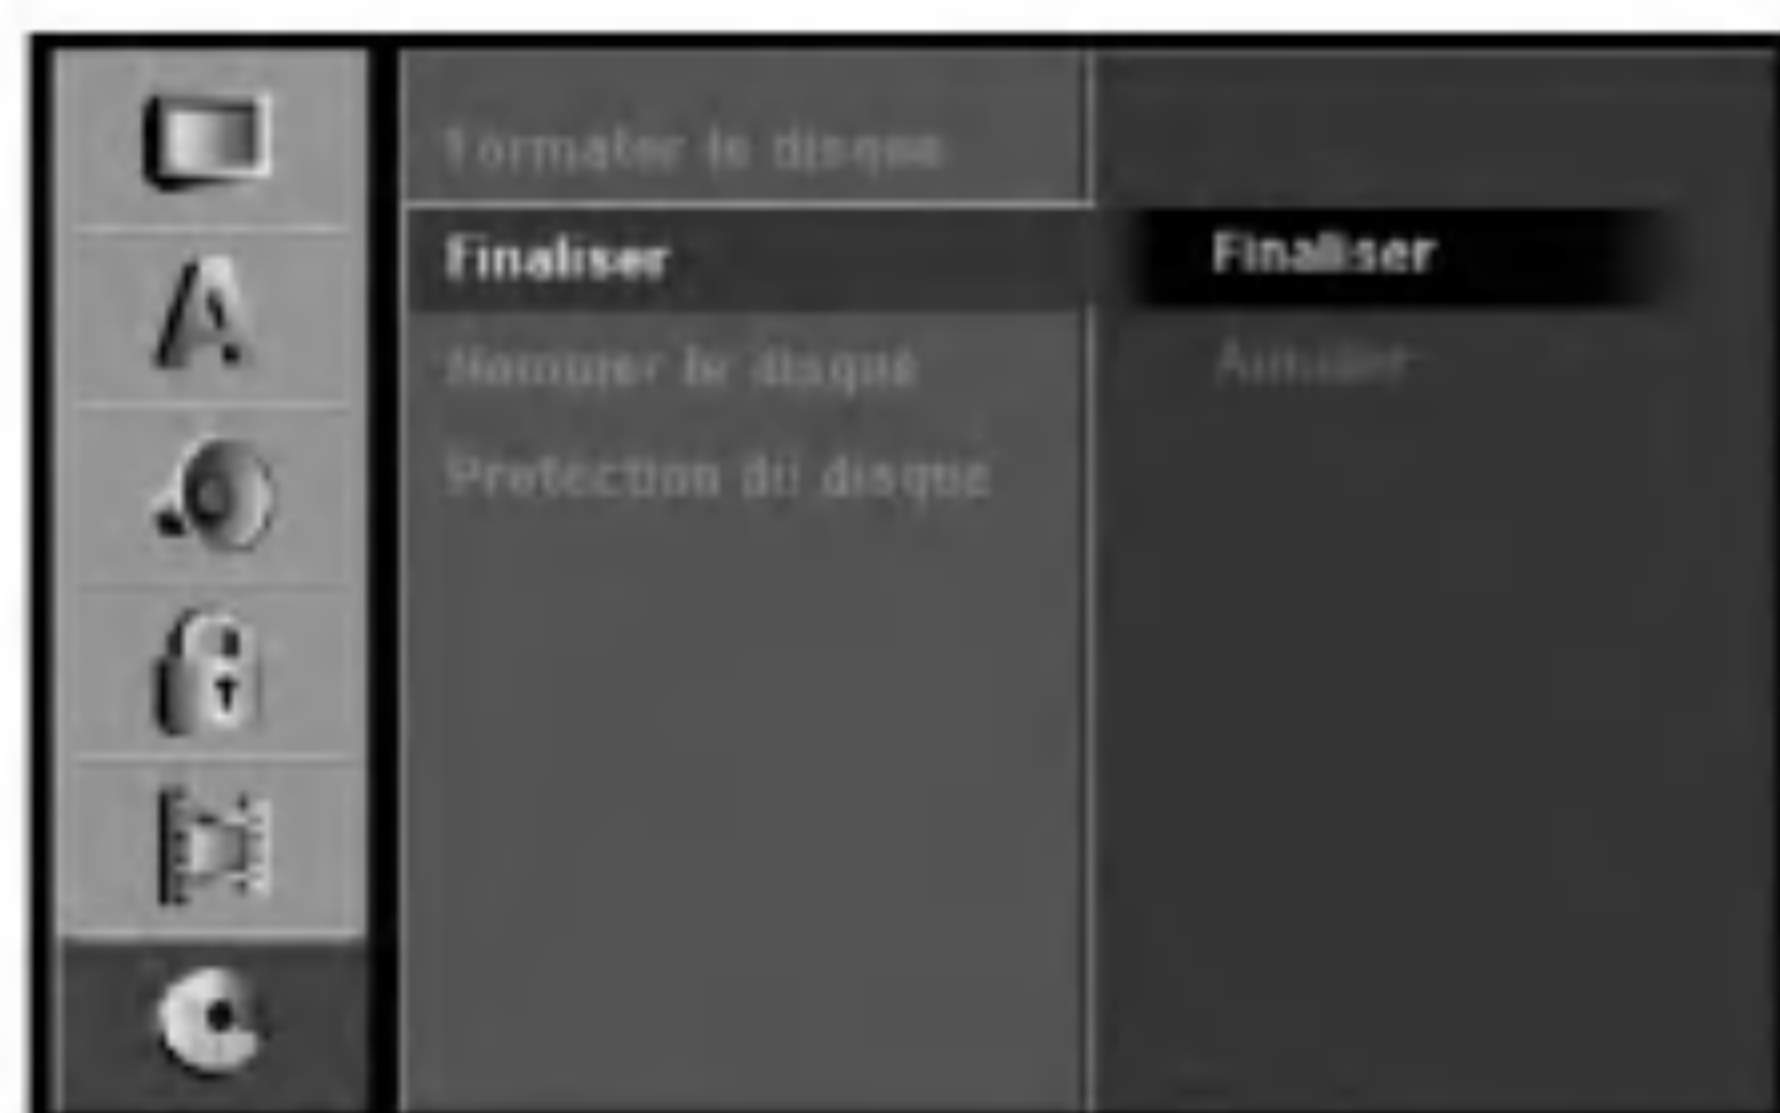 Formater le disque
Finaliser
Finaliser
Nommer le disque
Annuler
Protection du disque